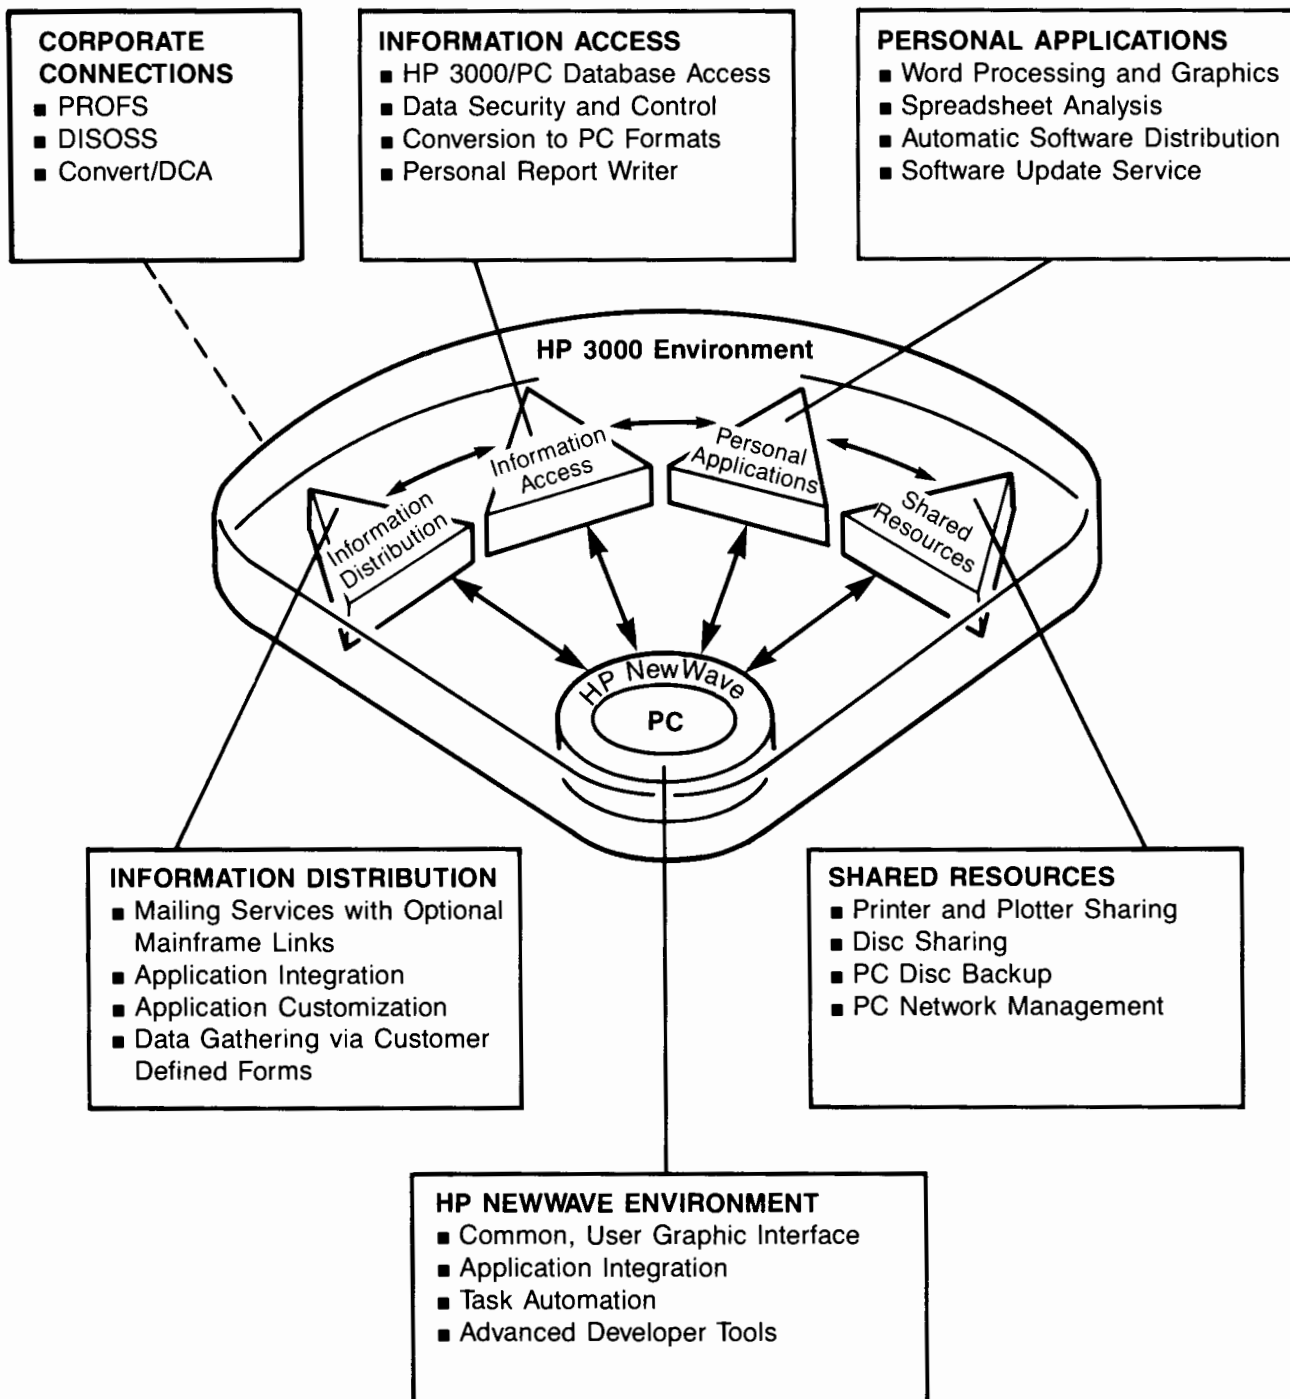 CORPORATE
CONNECTIONS
■ PROFS
■ DISOSS
■ Convert/DCA
INFORMATION ACCESS
■ HP 3000/PC Database Access
■ Data Security and Control
■ Conversion to PC Formats
■ Personal Report Writer
PERSONAL APPLICATIONS
■ Word Processing and Graphics
■ Spreadsheet Analysis
■ Automatic Software Distribution
■ Software Update Service
HP 3000 Environment
Information
Distribution
Information
Access
Personal
Applications
Shared
Resources
HP NewWave
PC
INFORMATION DISTRIBUTION
■ Mailing Services with Optional
Mainframe Links
■ Application Integration
■ Application Customization
■ Data Gathering via Customer
Defined Forms
SHARED RESOURCES
■ Printer and Plotter Sharing
■ Disc Sharing
■ PC Disc Backup
■ PC Network Management
HP NEWWAVE ENVIRONMENT
■ Common, User Graphic Interface
■ Application Integration
■ Task Automation
■ Advanced Developer Tools